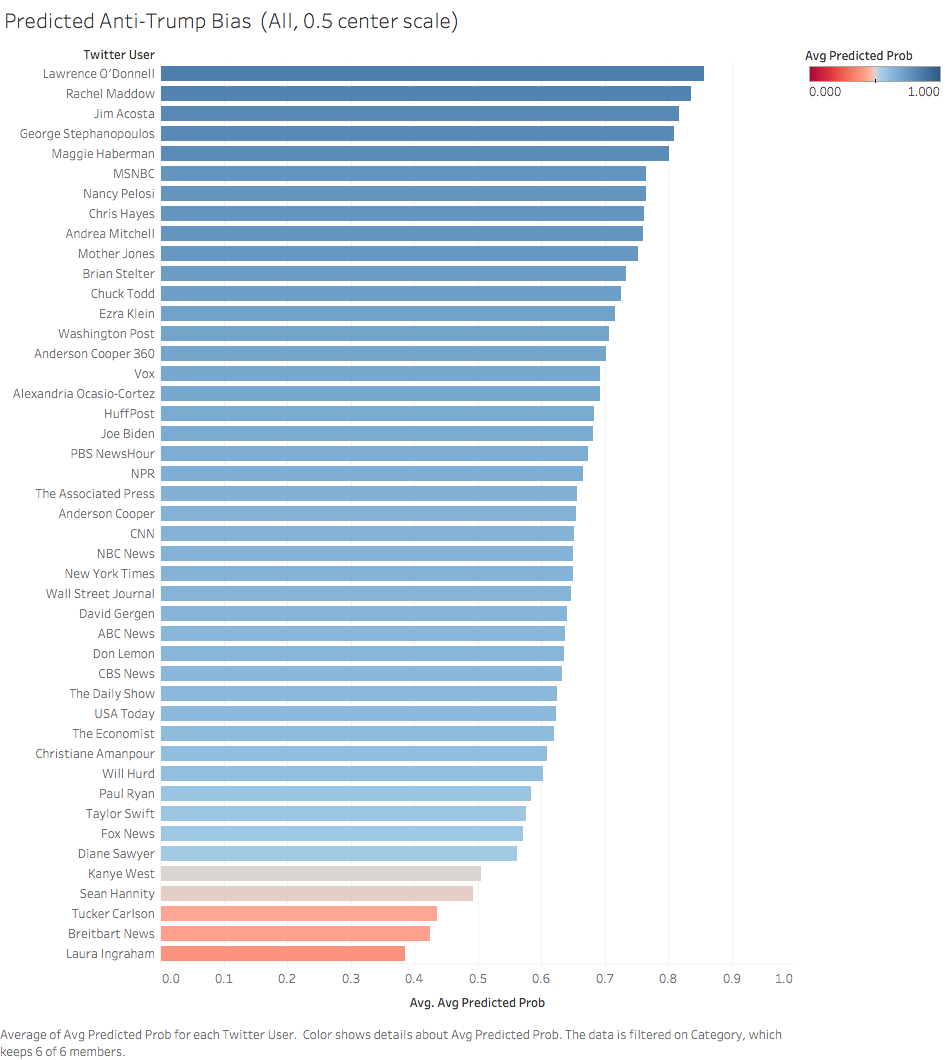 Predicted Anti-Trump Bias (All, 0.5 center scale)
Twitter User
Avg Predicted Prob
0.000 1.000
Lawrence O’Donnell
Rachel Maddow
Jim Acosta
George Stephanopoulos
Maggie Haberman
MSNBC
Nancy Pelosi
Chris Hayes
Andrea Mitchell
Mother Jones
Brian Stelter
Chuck Todd
Ezra Klein
Washington Post
Anderson Cooper 360
Vox
Alexandria Ocasio-Cortez
HuffPost
Joe Biden
PBS NewsHour
NPR
The Associated Press
Anderson Cooper
CNN
NBC News
New York Times
Wall Street Journal
David Gergen
ABC News
Don Lemon
CBS News
The Daily Show
USA Today
The Economist
Christiane Amanpour
Will Hurd
Paul Ryan
Taylor Swift
Fox News
Diane Sawyer
Kanye West
Sean Hannity
Tucker Carlson
Breitbart News
Laura Ingraham
0.0 0.1 0.2 0.3 0.4 0.5 0.6 0.7 0.8 0.9 1.0
Avg. Avg Predicted Prob
Average of Avg Predicted Prob for each Twitter User. Color shows details about Avg Predicted Prob. The data is filtered on Category, which
keeps 6 of 6 members.